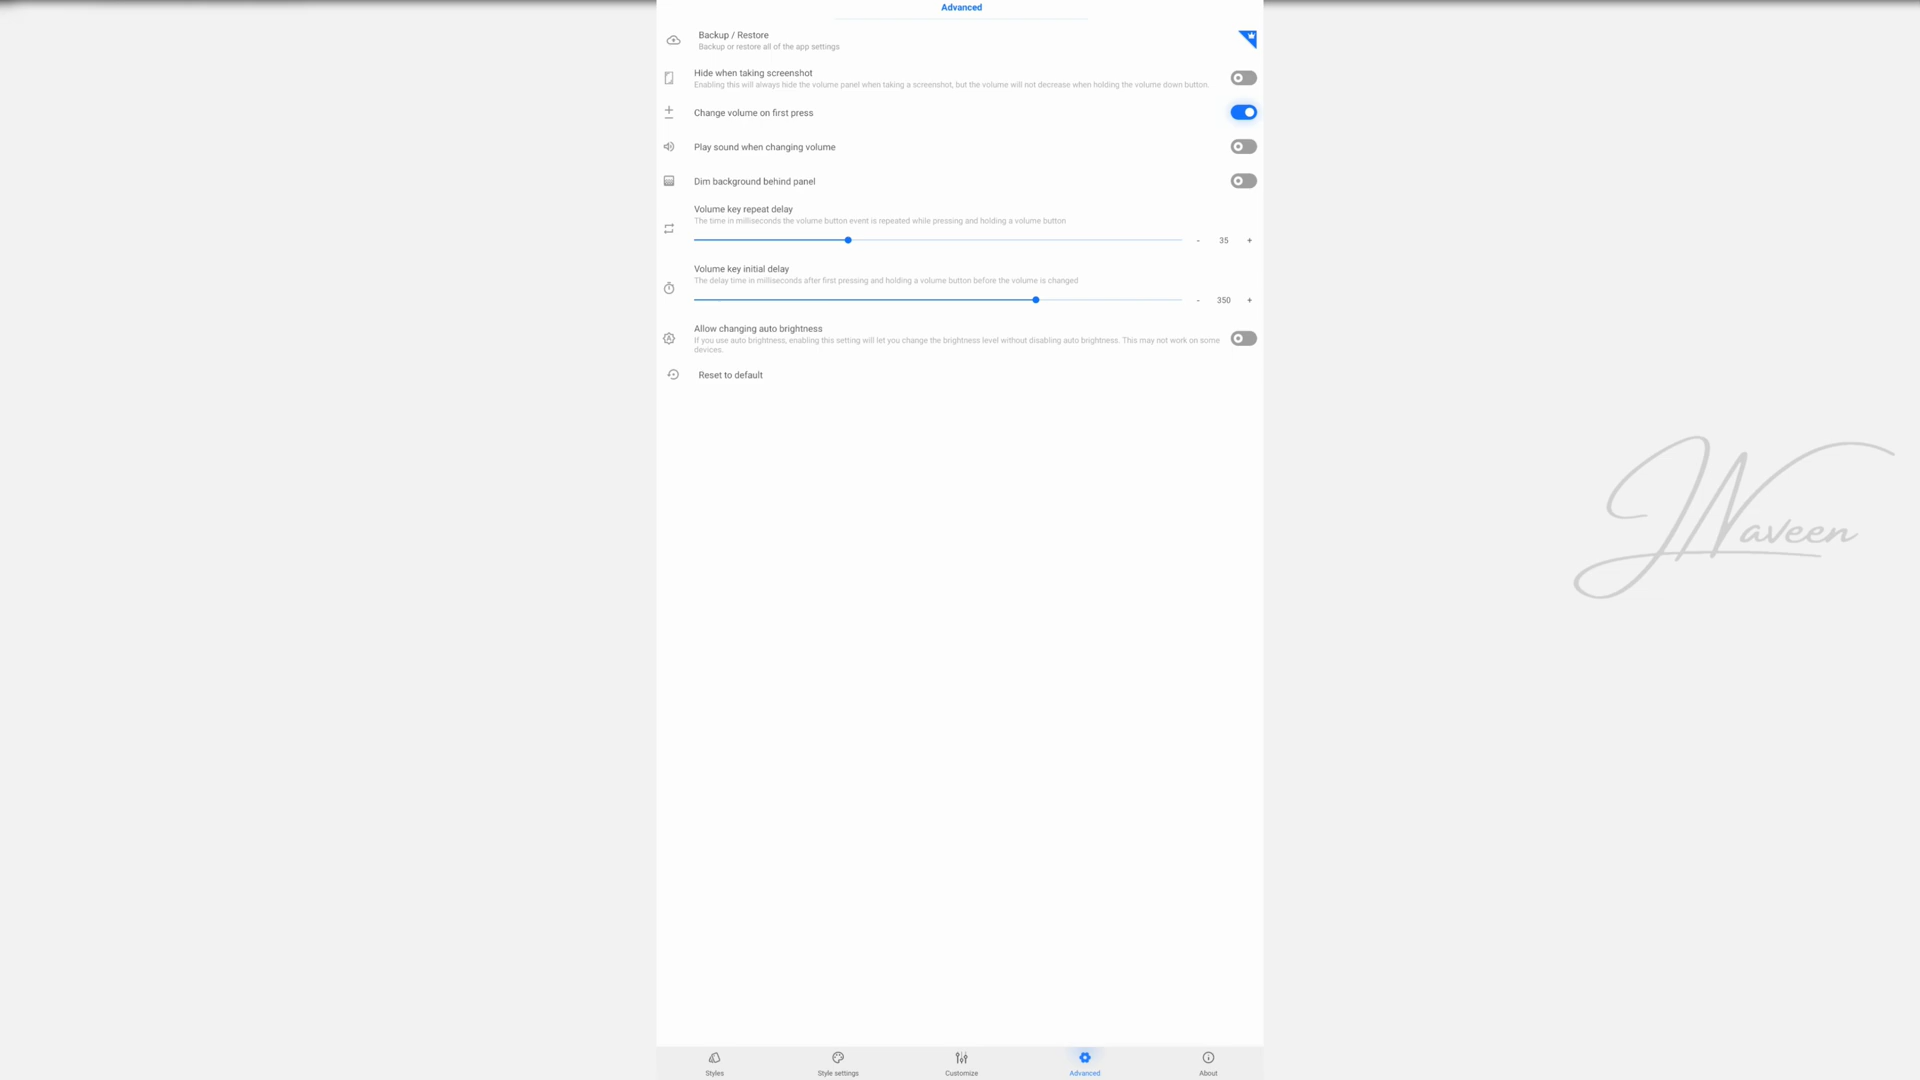 Advanced
Backup / Restore
Backup or restore all of the app settings
Hide when taking screenshot
Enabling this will always hide the volume panel when taking a screenshot, but the volume will not decrease when holding the volume down button.
Change volume on first press
Play sound when changing volume
Dim background behind panel
Volume key repeat delay
The time in milliseconds the volume button event is repeated while pressing and holding a volume button
- 35 +
Volume key initial delay
The delay time in milliseconds after first pressing and holding a volume button before the volume is changed
- 350 +
Allow changing auto brightness
If you use auto brightness, enabling this setting will let you change the brightness level without disabling auto brightness. This may not work on some
devices.
Reset to default
JNaveen
Styles Style settings Customize Advanced About